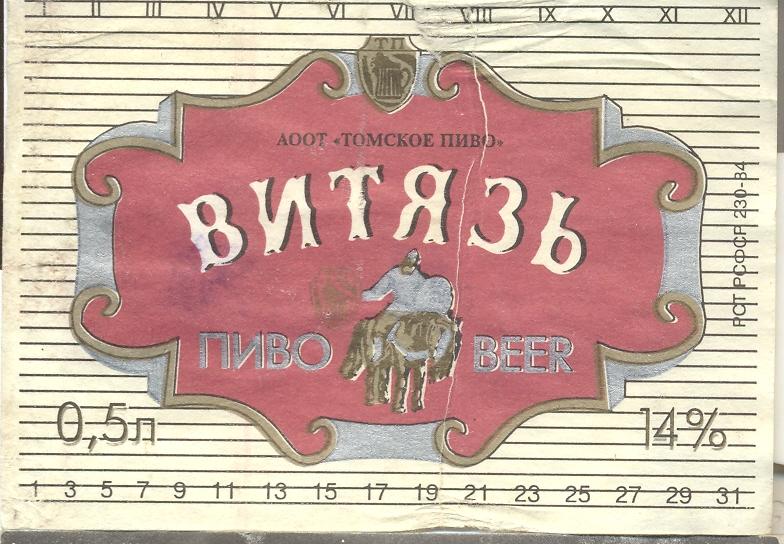 I II III IV V VI VII VIII IX X XI XII
ТП
АООТ «ТОМСКОЕ ПИВО»
ВИТЯЗЬ
ПИВО BEER
0,5л 14%
РСТ РСФСР 230-84
1 3 5 7 9 11 13 15 17 19 21 23 25 27 29 31